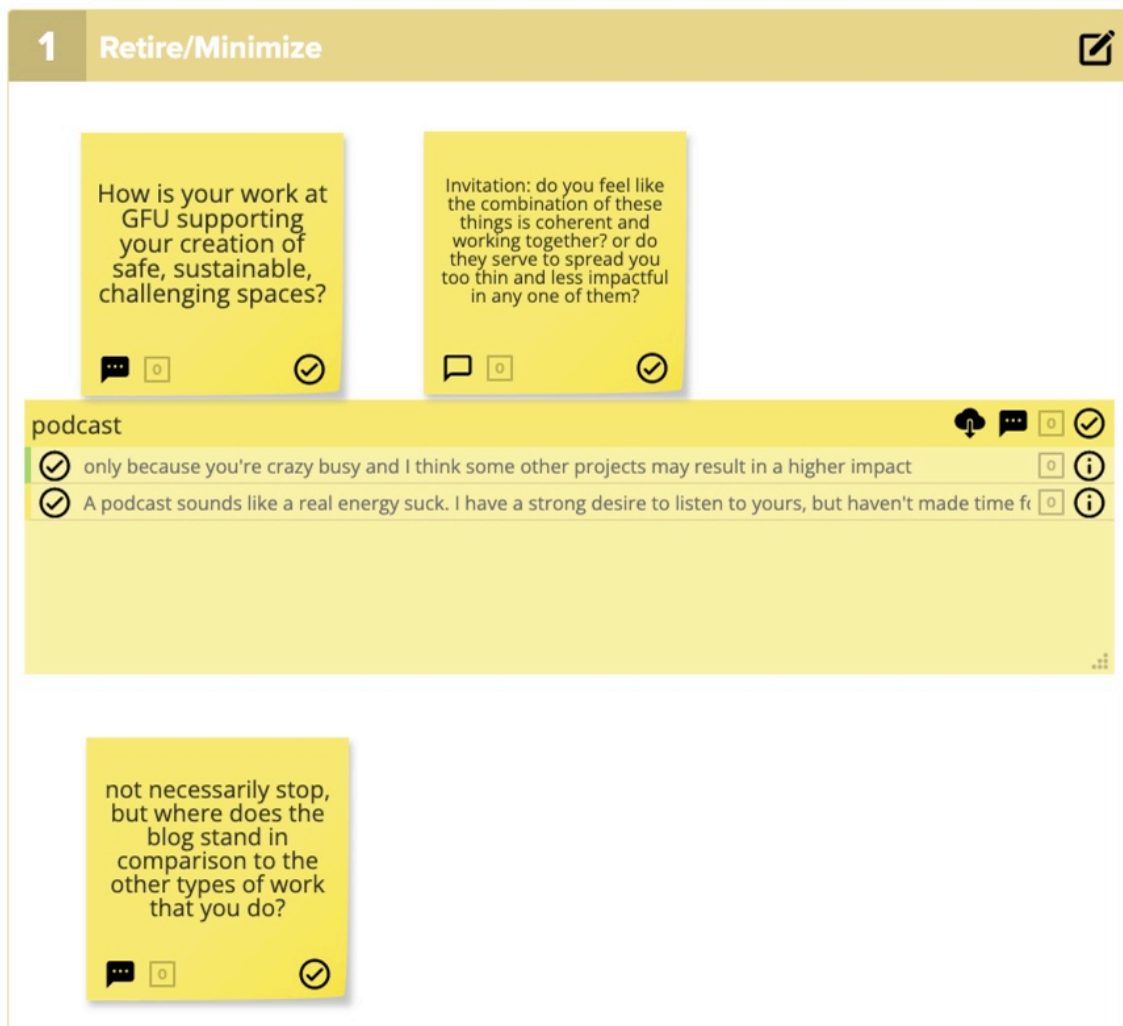 1 Retire/Minimize
How is your work at
GFU supporting
your creation of
safe, sustainable,
challenging spaces?
0
Invitation: do you feel like
the combination of these
things is coherent and
working together? or do
they serve to spread you
too thin and less impactful
in any one of them?
0
podcast 0
only because you're crazy busy and I think some other projects may result in a higher impact 0
A podcast sounds like a real energy suck. I have a strong desire to listen to yours, but haven't made time 0
not necessarily stop,
but where does the
blog stand in
comparison to the
other types of work
that you do?
0